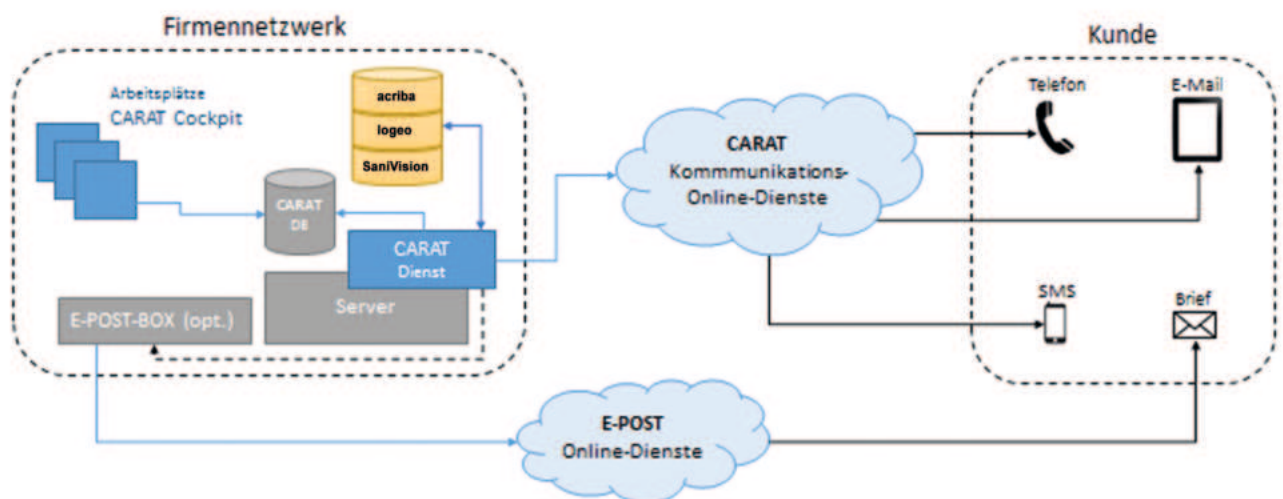 Firmennetzwerk
Arbeitsplätze
CARAT Cockpit
acriba
logeo
SaniVision
CARAT
DB
CARAT
Dienst
Server
E-POST-BOX (opt.)
CARAT
Kommmunikations-
Online-Dienste
E-POST
Online-Dienste
Kunde
Telefon
E-Mail
SMS
Brief